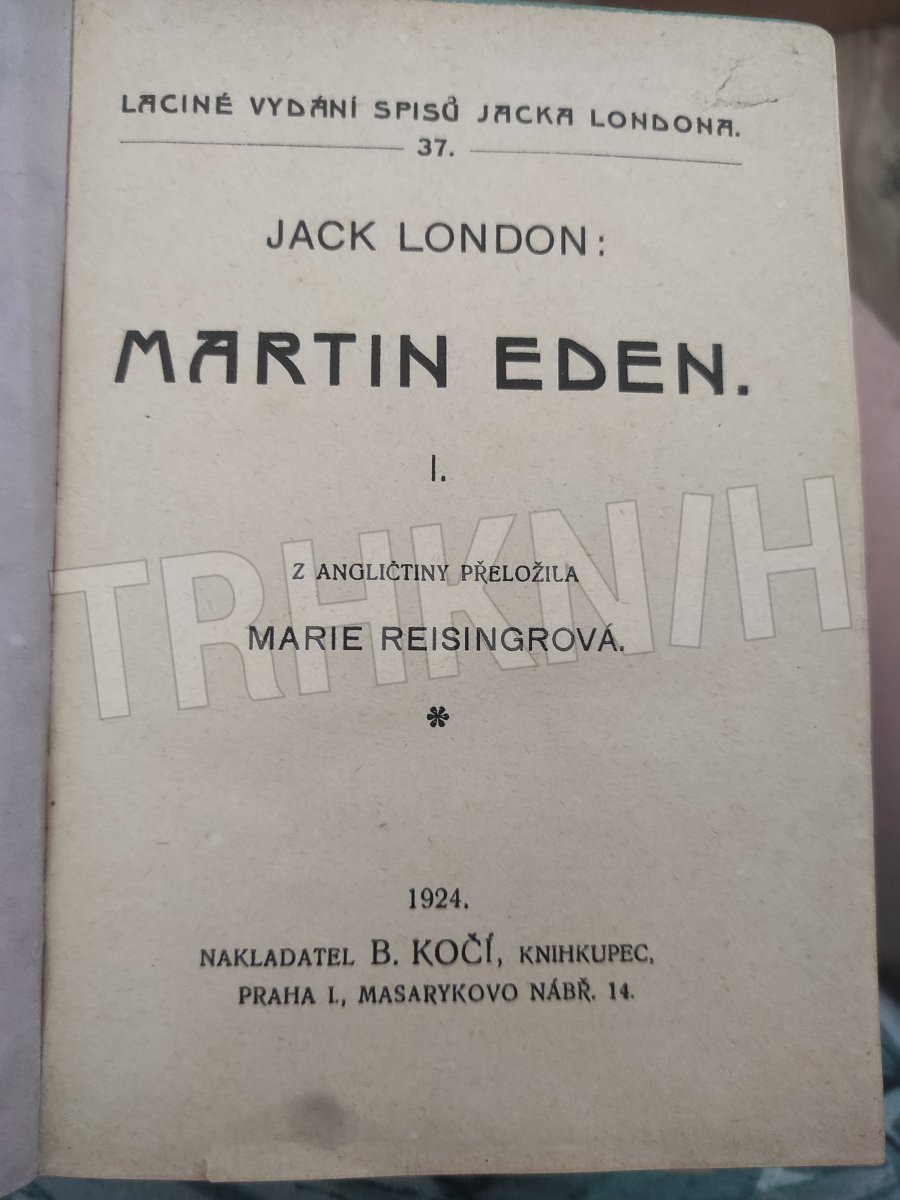 LACINÉ VYDÁNÍ SPISŮ JACKA LONDONA.
37.
JACK LONDON:
MARTIN EDEN.
I.
Z ANGLIČTINY PŘELOŽILA
MARIE REISINGROVÁ.
TRHKNIH
1924.
NAKLADATEL B. KOČÍ, KNIHKUPEC,
PRAHA I., MASARYKOVO NÁBŘ. 14.